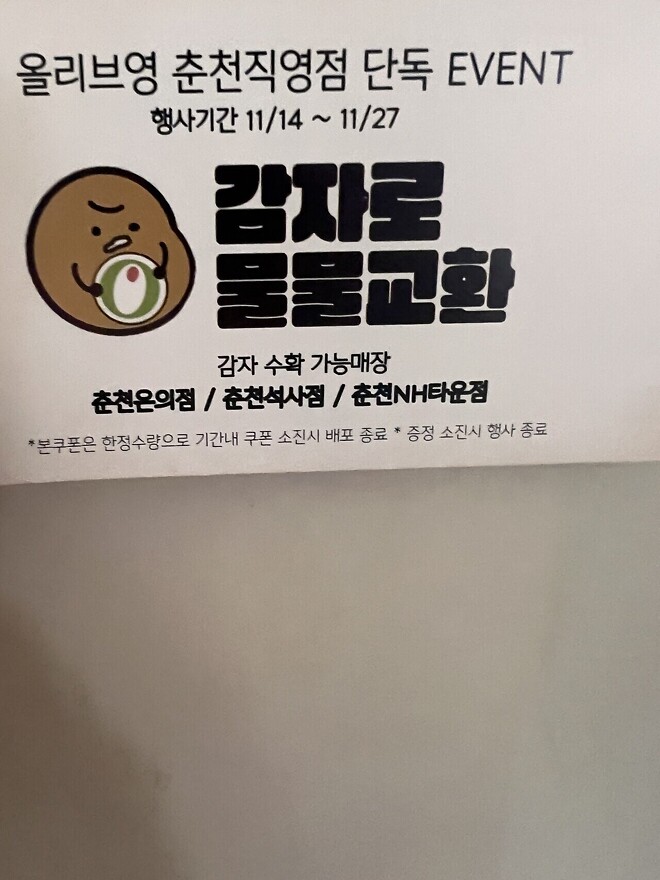 올리브영 춘천직영점 단독 EVENT
행사기간 11/14 ~ 11/27
감자로
물물교환
감자 수확 가능매장
춘천온의점 / 춘천석사점 / 춘천NH타운점
*본쿠폰은 한정수량으로 기간내 쿠폰 소진시 배포 종료 * 증정 소진시 행사 종료